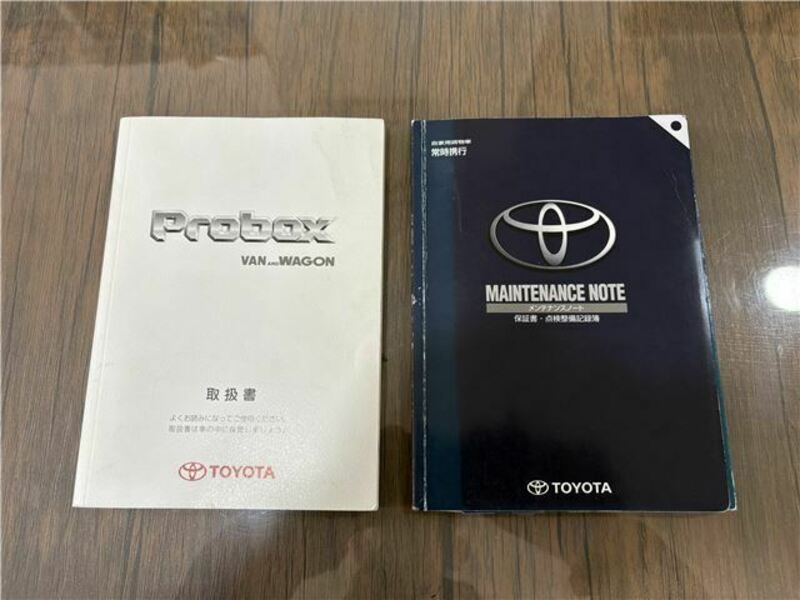 Probox
VAN AND WAGON
取扱書
よくお読みになってご使用ください。
取扱書は車の中に保管しましょう。
TOYOTA
自家用貨物車
常時携行
MAINTENANCE NOTE
メンテナンスノート
保証書・点検整備記録簿
TOYOTA